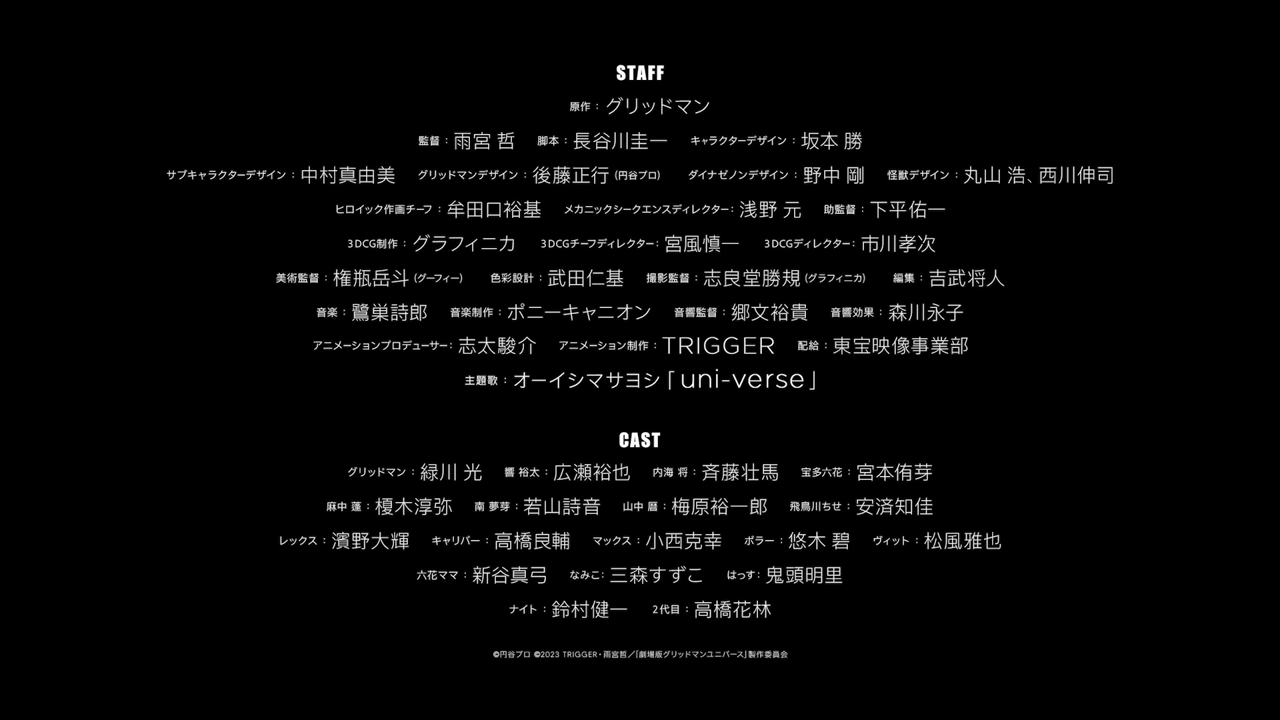 STAFF
原作：グリッドマン
監督：雨宮 哲 脚本：長谷川圭一 キャラクターデザイン：坂本 勝
サブキャラクターデザイン：中村真由美 グリッドマンデザイン：後藤正行（円谷プロ） ダイナゼノンデザイン：野中 剛 怪獣デザイン：丸山 浩、西川伸司
ヒロイック作画チーフ：牟田口裕基 メカニックシークエンスディレクター：浅野 元 助監督：下平佑一
3DCG制作：グラフィニカ 3DCGチーフディレクター：宮風慎一 3DCGディレクター：市川孝次
美術監督：権瓶岳斗（グーフィー） 色彩設計：武田仁基 撮影監督：志良堂勝規（グラフィニカ） 編集：吉武将人
音楽：鷺巣詩郎 音楽制作：ポニーキャニオン 音響監督：郷文裕貴 音響効果：森川永子
アニメーションプロデューサー：志太駿介 アニメーション制作：TRIGGER 配給：東宝映像事業部
主題歌：オーイシマサヨシ「uni-verse」
CAST
グリッドマン：緑川 光 響 裕太：広瀬裕也 内海 将：斉藤壮馬 宝多六花：宮本侑芽
麻中 蓬：榎木淳弥 南 夢芽：若山詩音 山中 暦：梅原裕一郎 飛鳥川ちせ：安済知佳
レックス：濱野大輝 キャリバー：高橋良輔 マックス：小西克幸 ボラー：悠木 碧 ヴィット：松風雅也
六花ママ：新谷真弓 なみこ：三森すずこ はっす：鬼頭明里
ナイト：鈴村健一 2代目：高橋花林
©円谷プロ ©2023 TRIGGER・雨宮哲／「劇場版グリッドマンユニバース」製作委員会